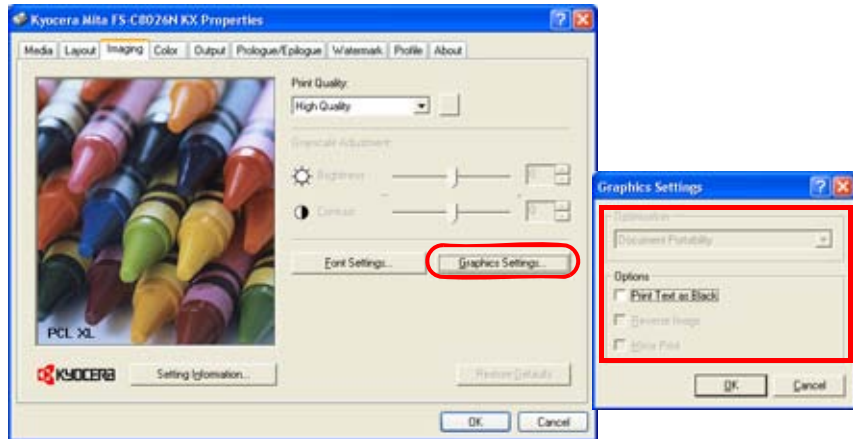 Kyocera Mita FS-C8026N KX Properties
Media Layout Imaging Color Output Prologue/Epilogue Watermark Profile About
Print Quality:
High Quality
Grayscale Adjustment
Brightness 0
Contrast 0
Font Settings... Graphics Settings...
PCL XL
KYOCERA Setting Information... Restore Defaults
OK Cancel
Graphics Settings
Optimization
Document Portability
Options
Print Text as Black
Reverse Image
Mirror Print
OK Cancel